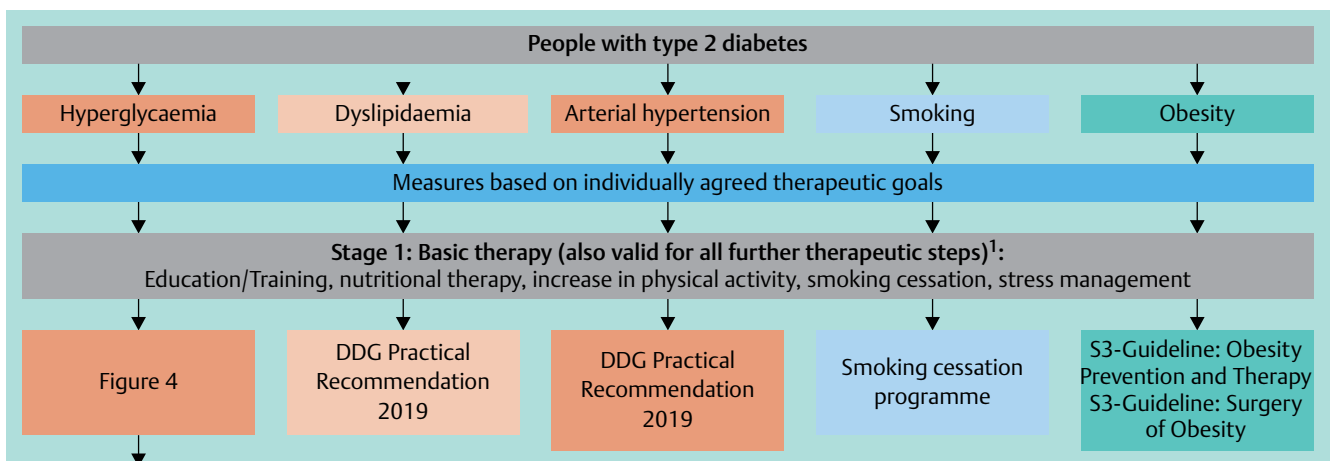 People with type 2 diabetes
Hyperglycaemia
Dyslipidaemia
Arterial hypertension
Smoking
Obesity
Measures based on individually agreed therapeutic goals
Stage 1: Basic therapy (also valid for all further therapeutic steps)¹:
Education/Training, nutritional therapy, increase in physical activity, smoking cessation, stress management
Figure 4
DDG Practical
Recommendation
2019
DDG Practical
Recommendation
2019
Smoking cessation
programme
S3-Guideline: Obesity
Prevention and Therapy
S3-Guideline: Surgery
of Obesity